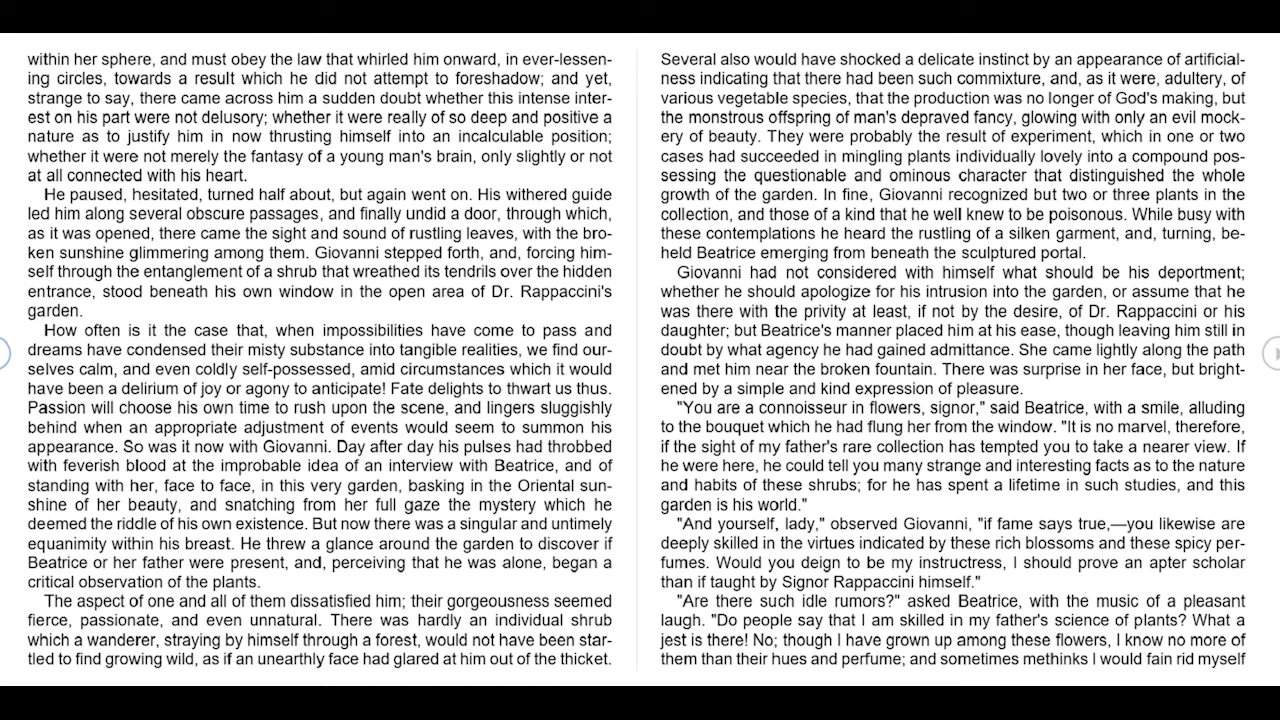 within her sphere, and must obey the law that whirled him onward, in ever-lessen-
ing circles, towards a result which he did not attempt to foreshadow; and yet,
strange to say, there came across him a sudden doubt whether this intense inter-
est on his part were not delusory; whether it were really of so deep and positive a
nature as to justify him in now thrusting himself into an incalculable position;
whether it were not merely the fantasy of a young man's brain, only slightly or not
at all connected with his heart.
He paused, hesitated, turned half about, but again went on. His withered guide
led him along several obscure passages, and finally undid a door, through which,
as it was opened, there came the sight and sound of rustling leaves, with the bro-
ken sunshine glimmering among them. Giovanni stepped forth, and, forcing him-
self through the entanglement of a shrub that wreathed its tendrils over the hidden
entrance, stood beneath his own window in the open area of Dr. Rappaccini's
garden.
How often is it the case that, when impossibilities have come to pass and
dreams have condensed their misty substance into tangible realities, we find our-
selves calm, and even coldly self-possessed, amid circumstances which it would
have been a delirium of joy or agony to anticipate! Fate delights to thwart us thus.
Passion will choose his own time to rush upon the scene, and lingers sluggishly
behind when an appropriate adjustment of events would seem to summon his
appearance. So was it now with Giovanni. Day after day his pulses had throbbed
with feverish blood at the improbable idea of an interview with Beatrice, and of
standing with her, face to face, in this very garden, basking in the Oriental sun-
shine of her beauty, and snatching from her full gaze the mystery which he
deemed the riddle of his own existence. But now there was a singular and untimely
equanimity within his breast. He threw a glance around the garden to discover if
Beatrice or her father were present, and, perceiving that he was alone, began a
critical observation of the plants.
The aspect of one and all of them dissatisfied him; their gorgeousness seemed
fierce, passionate, and even unnatural. There was hardly an individual shrub
which a wanderer, straying by himself through a forest, would not have been star-
tled to find growing wild, as if an unearthly face had glared at him out of the thicket.
Several also would have shocked a delicate instinct by an appearance of artificial-
ness indicating that there had been such commixture, and, as it were, adultery, of
various vegetable species, that the production was no longer of God's making, but
the monstrous offspring of man's depraved fancy, glowing with only an evil mock-
ery of beauty. They were probably the result of experiment, which in one or two
cases had succeeded in mingling plants individually lovely into a compound pos-
sessing the questionable and ominous character that distinguished the whole
growth of the garden. In fine, Giovanni recognized but two or three plants in the
collection, and those of a kind that he well knew to be poisonous. While busy with
these contemplations he heard the rustling of a silken garment, and, turning, be-
held Beatrice emerging from beneath the sculptured portal.
Giovanni had not considered with himself what should be his deportment;
whether he should apologize for his intrusion into the garden, or assume that he
was there with the privity at least, if not by the desire, of Dr. Rappaccini or his
daughter; but Beatrice's manner placed him at his ease, though leaving him still in
doubt by what agency he had gained admittance. She came lightly along the path
and met him near the broken fountain. There was surprise in her face, but bright-
ened by a simple and kind expression of pleasure.
"You are a connoisseur in flowers, signor," said Beatrice, with a smile, alluding
to the bouquet which he had flung her from the window. "It is no marvel, therefore,
if the sight of my father's rare collection has tempted you to take a nearer view. If
he were here, he could tell you many strange and interesting facts as to the nature
and habits of these shrubs; for he has spent a lifetime in such studies, and this
garden is his world."
"And yourself, lady," observed Giovanni, "if fame says true,—you likewise are
deeply skilled in the virtues indicated by these rich blossoms and these spicy per-
fumes. Would you deign to be my instructress, I should prove an apter scholar
than if taught by Signor Rappaccini himself."
"Are there such idle rumors?" asked Beatrice, with the music of a pleasant
laugh. "Do people say that I am skilled in my father's science of plants? What a
jest is there! No; though I have grown up among these flowers, I know no more of
them than their hues and perfume; and sometimes methinks I would fain rid myself